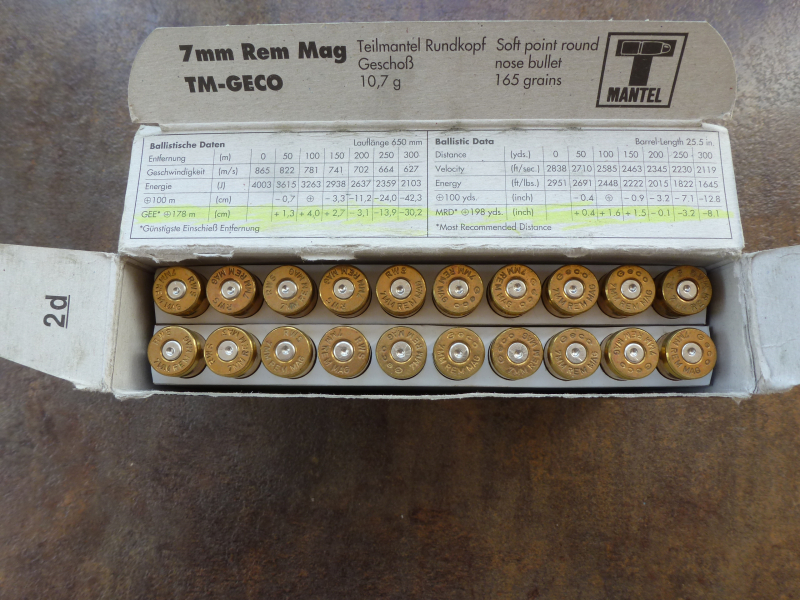 7mm Rem Mag
TM-GECO
Teilmantel Rundkopf
Geschoß
10,7 g
Soft point round
nose bullet
165 grains
T
MANTEL
Ballistische Daten Lauflänge 650 mm
Entfernung (m) 0 50 100 150 200 250 300
Geschwindigkeit (m/s) 865 822 781 741 702 664 627
Energie (J) 4003 3615 3263 2938 2637 2359 2103
⊕100 m (cm) -0,7 ⊕ -3,3 -11,2 -24,0 -42,3
GEE* ⊕178 m (cm) +1,3 +4,0 +2,7 -3,1 -13,9 -30,2
*Günstigste Einschieß Entfernung
Ballistic Data Barrel-Length 25.5 in.
Distance (yds.) 0 50 100 150 200 250 300
Velocity (ft/sec.) 2838 2710 2585 2463 2345 2230 2119
Energy (ft/lbs.) 2951 2691 2448 2222 2015 1822 1645
⊕100 yds. (inch) -0.4 ⊕ -0.9 -3.2 -7.1 -12.8
MRD* ⊕198 yds. (inch) +0.4 +1.6 +1.5 -0.1 -3.2 -8.1
*Most Recommended Distance
2d